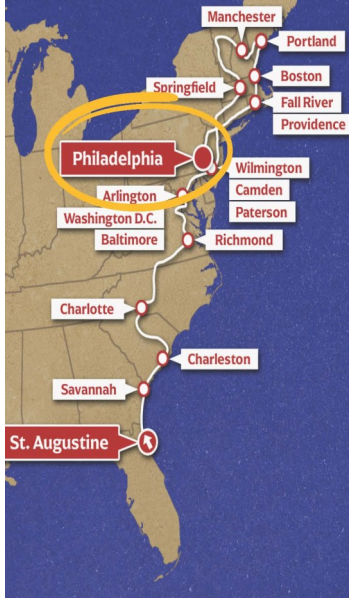 Manchester
Portland
Boston
Springfield
Fall River
Providence
Philadelphia
Wilmington
Arlington
Camden
Washington D.C.
Paterson
Baltimore
Richmond
Charlotte
Charleston
Savannah
St. Augustine